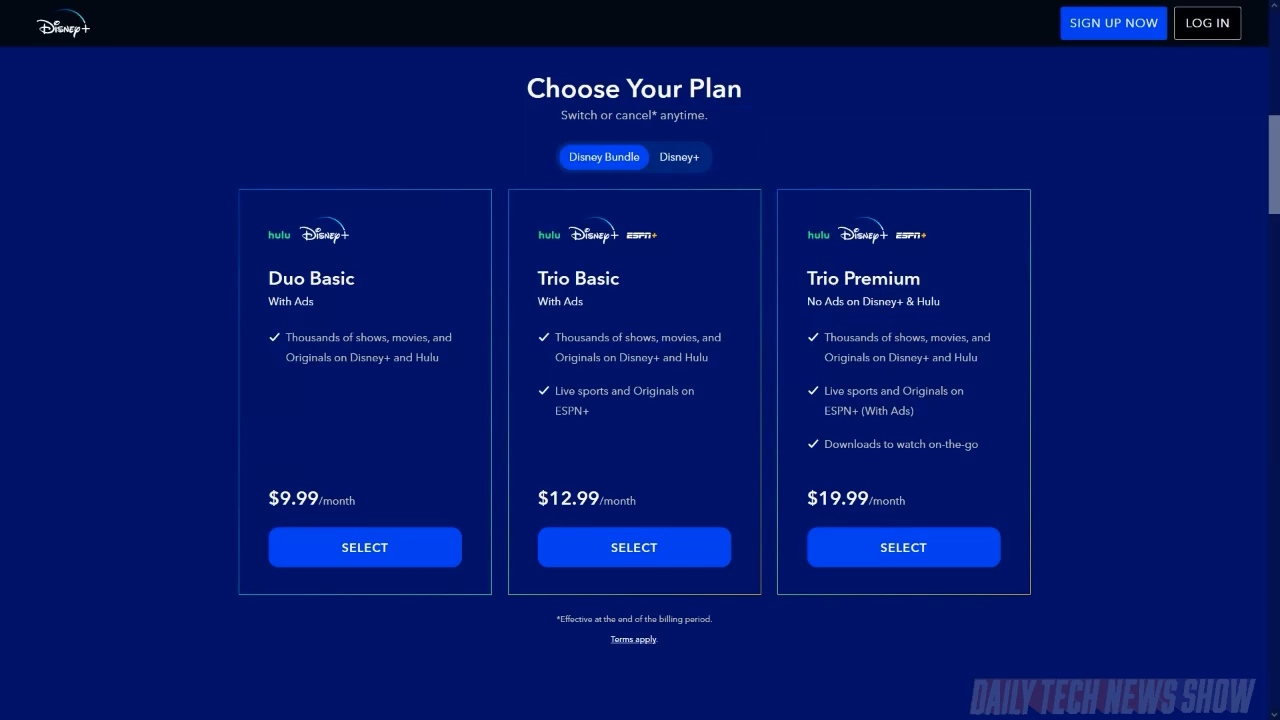 Disney+
SIGN UP NOW
LOG IN
Choose Your Plan
Switch or cancel* anytime.
Disney Bundle
Disney+
hulu Disney+
Duo Basic
With Ads
Thousands of shows, movies, and
Originals on Disney+ and Hulu
$9.99/month
SELECT
hulu Disney+ ESPN+
Trio Basic
With Ads
Thousands of shows, movies, and
Originals on Disney+ and Hulu
Live sports and Originals on
ESPN+
$12.99/month
SELECT
hulu Disney+ ESPN+
Trio Premium
No Ads on Disney+ & Hulu
Thousands of shows, movies, and
Originals on Disney+ and Hulu
Live sports and Originals on
ESPN+ (With Ads)
Downloads to watch on-the-go
$19.99/month
SELECT
*Effective at the end of the billing period.
Terms apply.
DAILY TECH NEWS SHOW